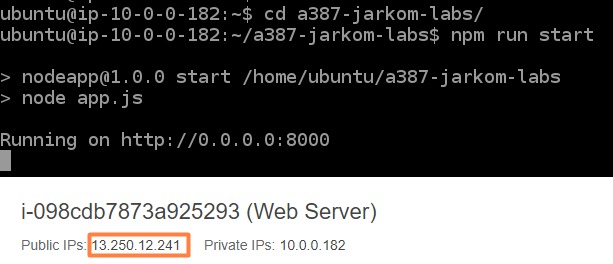 ubuntu@ip-10-0-0-182:~$ cd a387-jarkom-labs/
ubuntu@ip-10-0-0-182:~/a387-jarkom-labs$ npm run start
> nodeapp@1.0.0 start /home/ubuntu/a387-jarkom-labs
> node app.js
Running on http://0.0.0.0:8000
i-098cdb7873a925293 (Web Server)
Public IPs: 13.250.12.241 Private IPs: 10.0.0.182